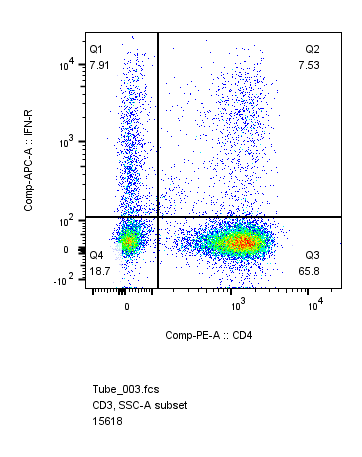 Q1
7.91
Q2
7.53
Q4
18.7
Q3
65.8
10^4
10^3
10^2
0
-10^2
0
10^3
10^4
Comp-APC-A :: IFN-R
Comp-PE-A :: CD4
Tube_003.fcs
CD3, SSC-A subset
15618